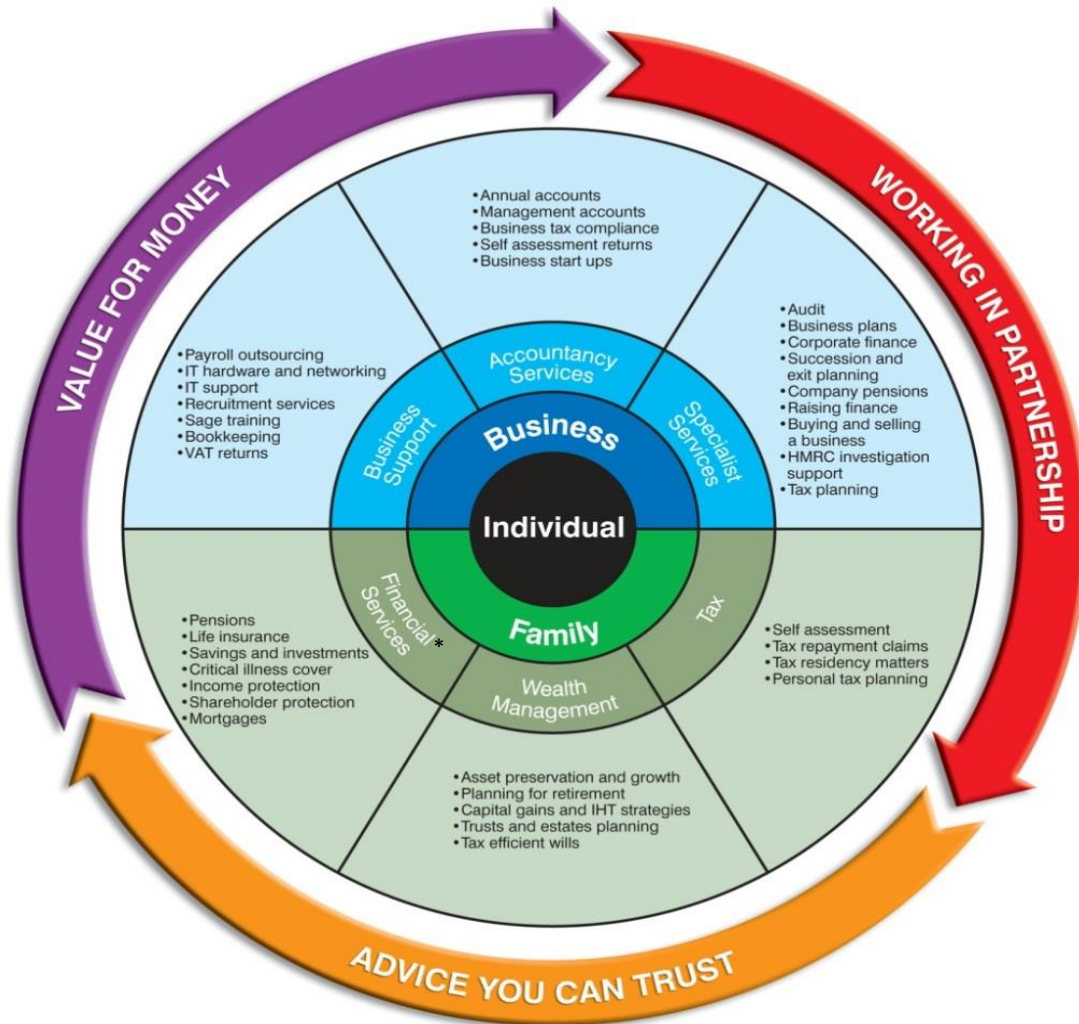 VALUE FOR MONEY
WORKING IN PARTNERSHIP
ADVICE YOU CAN TRUST
•Annual accounts
•Management accounts
•Business tax compliance
•Self assessment returns
•Business start ups
•Payroll outsourcing
•IT hardware and networking
•IT support
•Recruitment services
•Sage training
•Bookkeeping
•VAT returns
•Audit
•Business plans
•Corporate finance
•Succession and
exit planning
•Company pensions
•Raising finance
•Buying and selling
a business
•HMRC investigation
support
•Tax planning
Accountancy
Services
Business
Support
Specialist
Services
Business
Individual
Family
Financial
Services
*
Wealth
Management
Tax
•Pensions
•Life insurance
•Savings and investments
•Critical illness cover
•Income protection
•Shareholder protection
•Mortgages
•Self assessment
•Tax repayment claims
•Tax residency matters
•Personal tax planning
•Asset preservation and growth
•Planning for retirement
•Capital gains and IHT strategies
•Trusts and estates planning
•Tax efficient wills